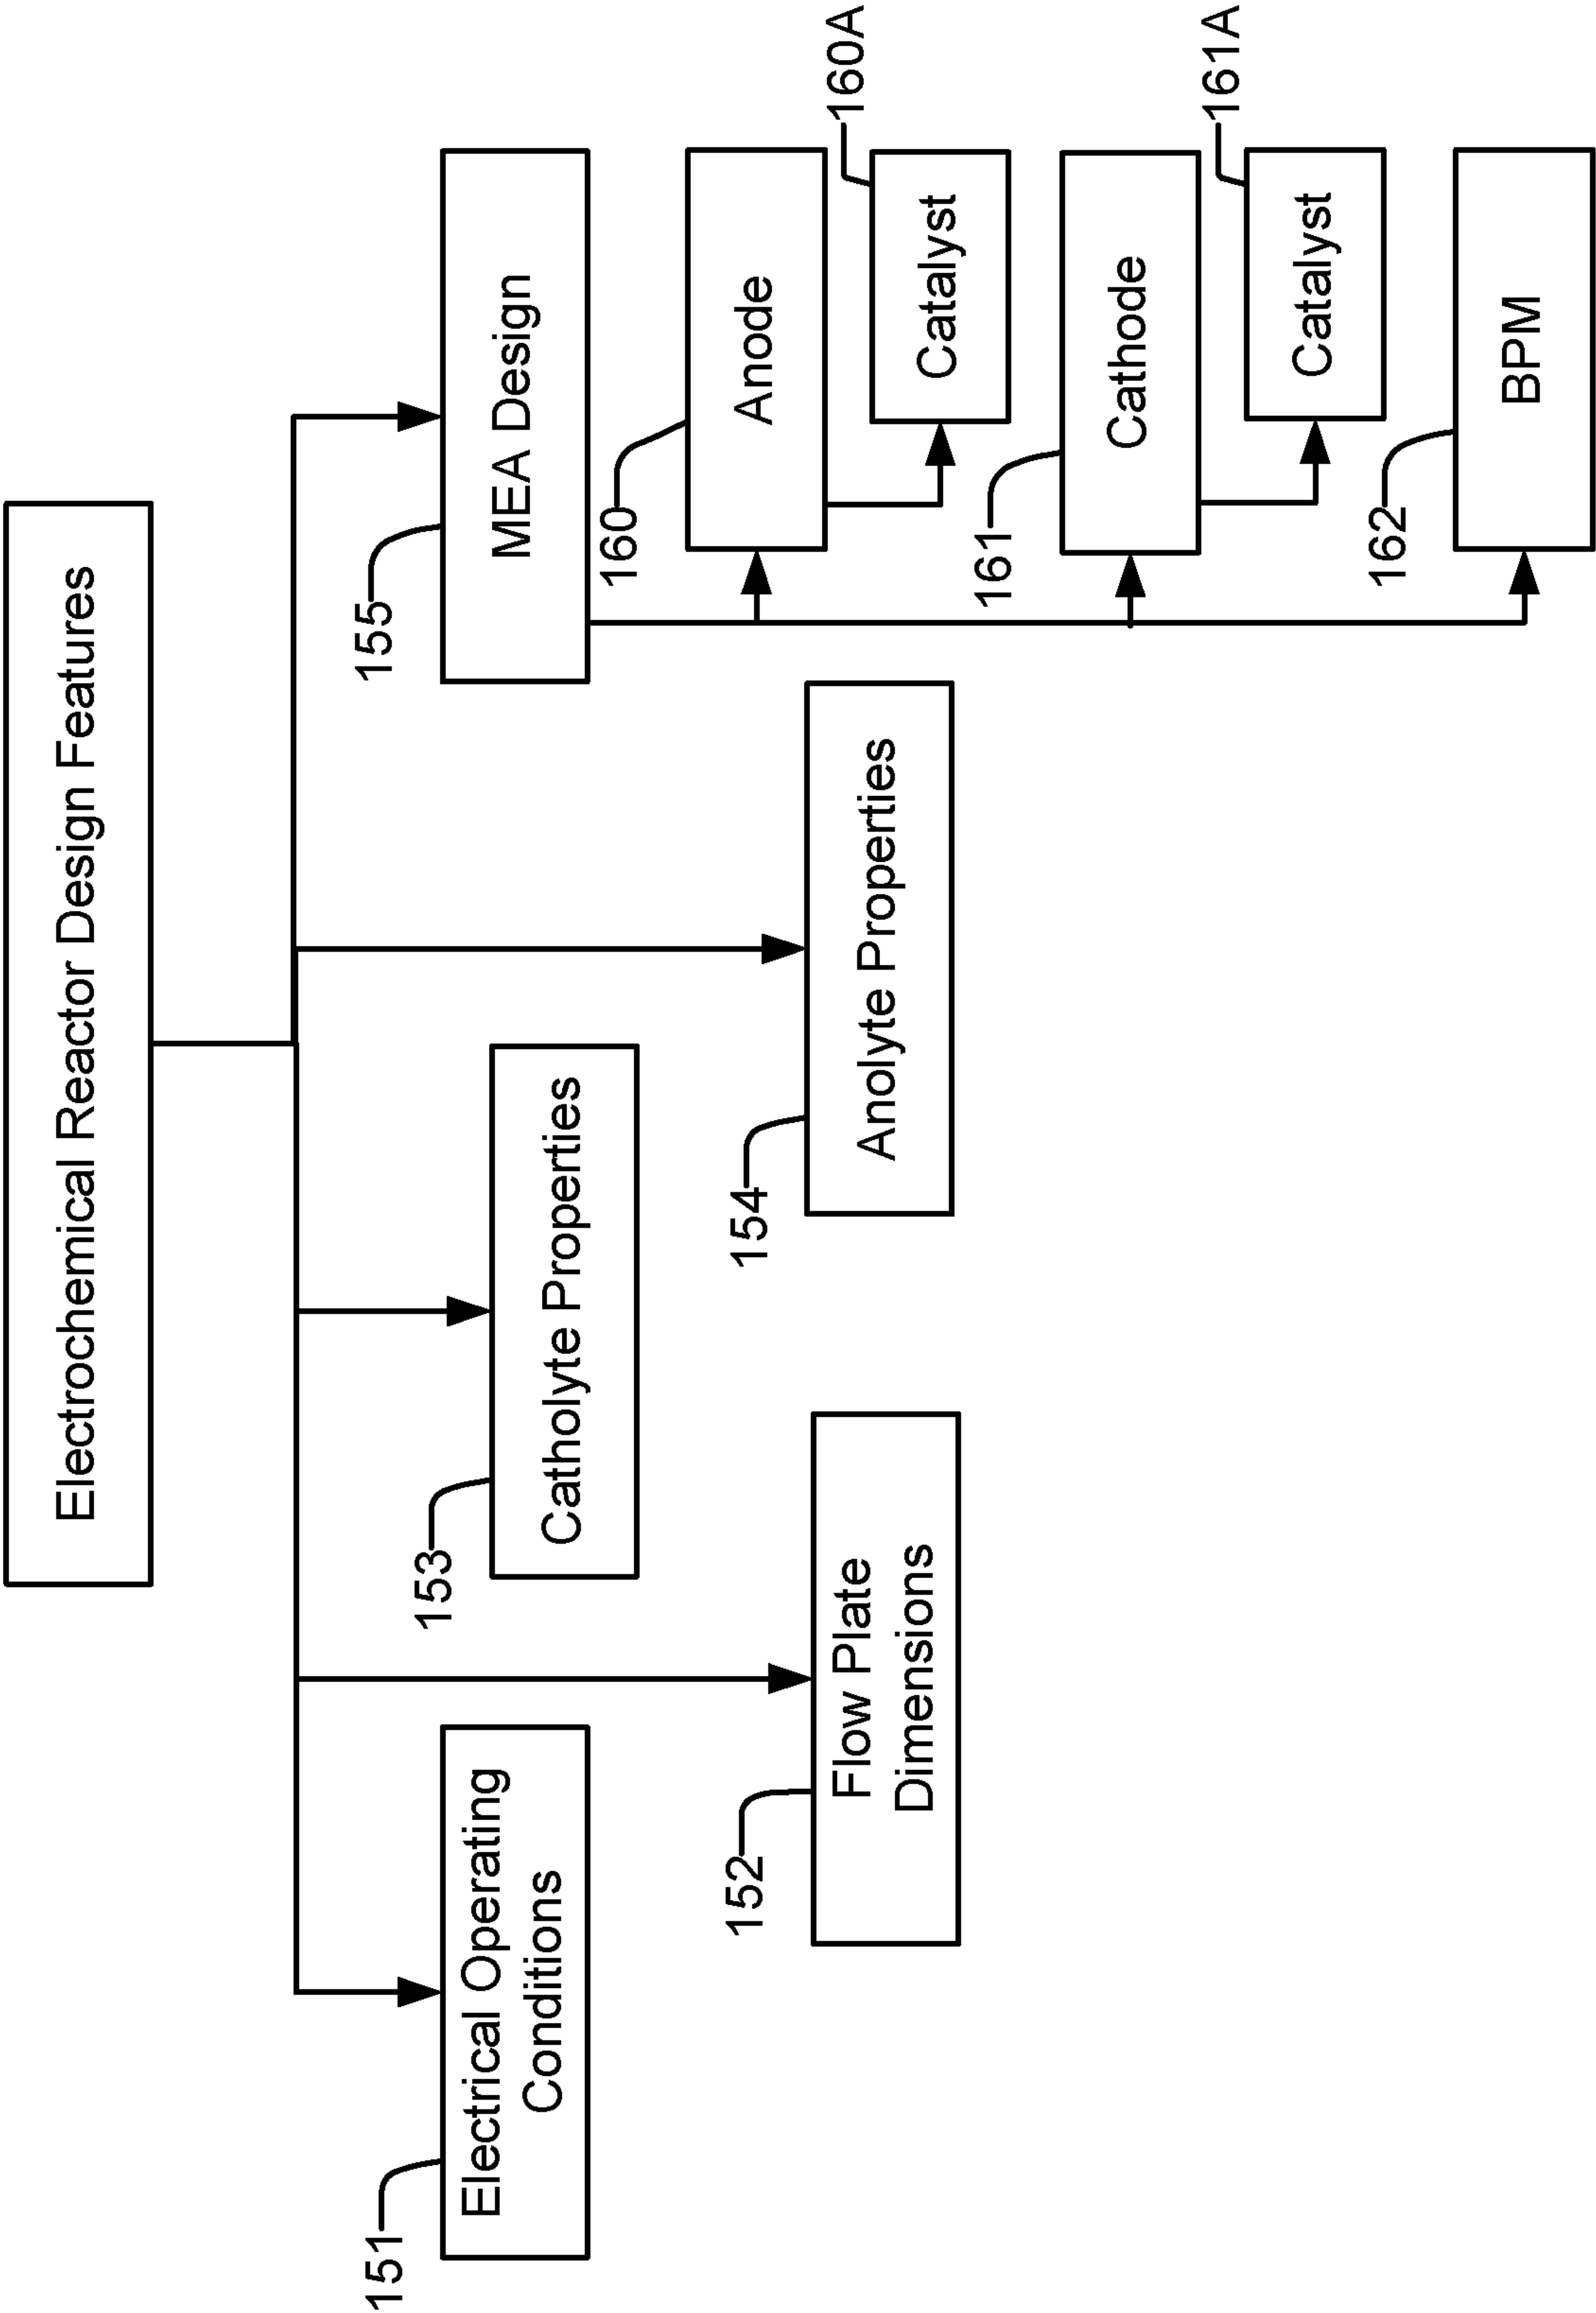 Electrochemical Reactor Design Features
151
Electrical Operating
Conditions
152
Flow Plate
Dimensions
153
Catholyte Properties
154
Anolyte Properties
155
MEA Design
160
Anode
160A
Catalyst
161
Cathode
161A
Catalyst
162
BPM